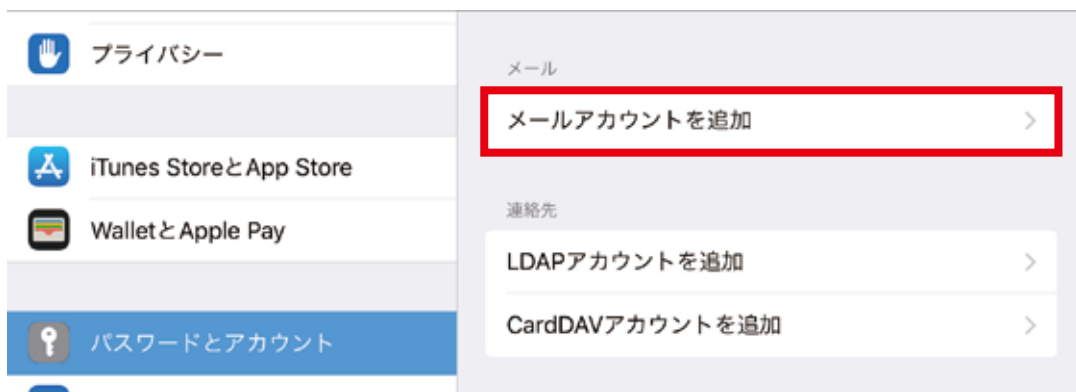 プライバシー
iTunes StoreとApp Store
WalletとApple Pay
パスワードとアカウント
メール
メールアカウントを追加
連絡先
LDAPアカウントを追加
CardDAVアカウントを追加